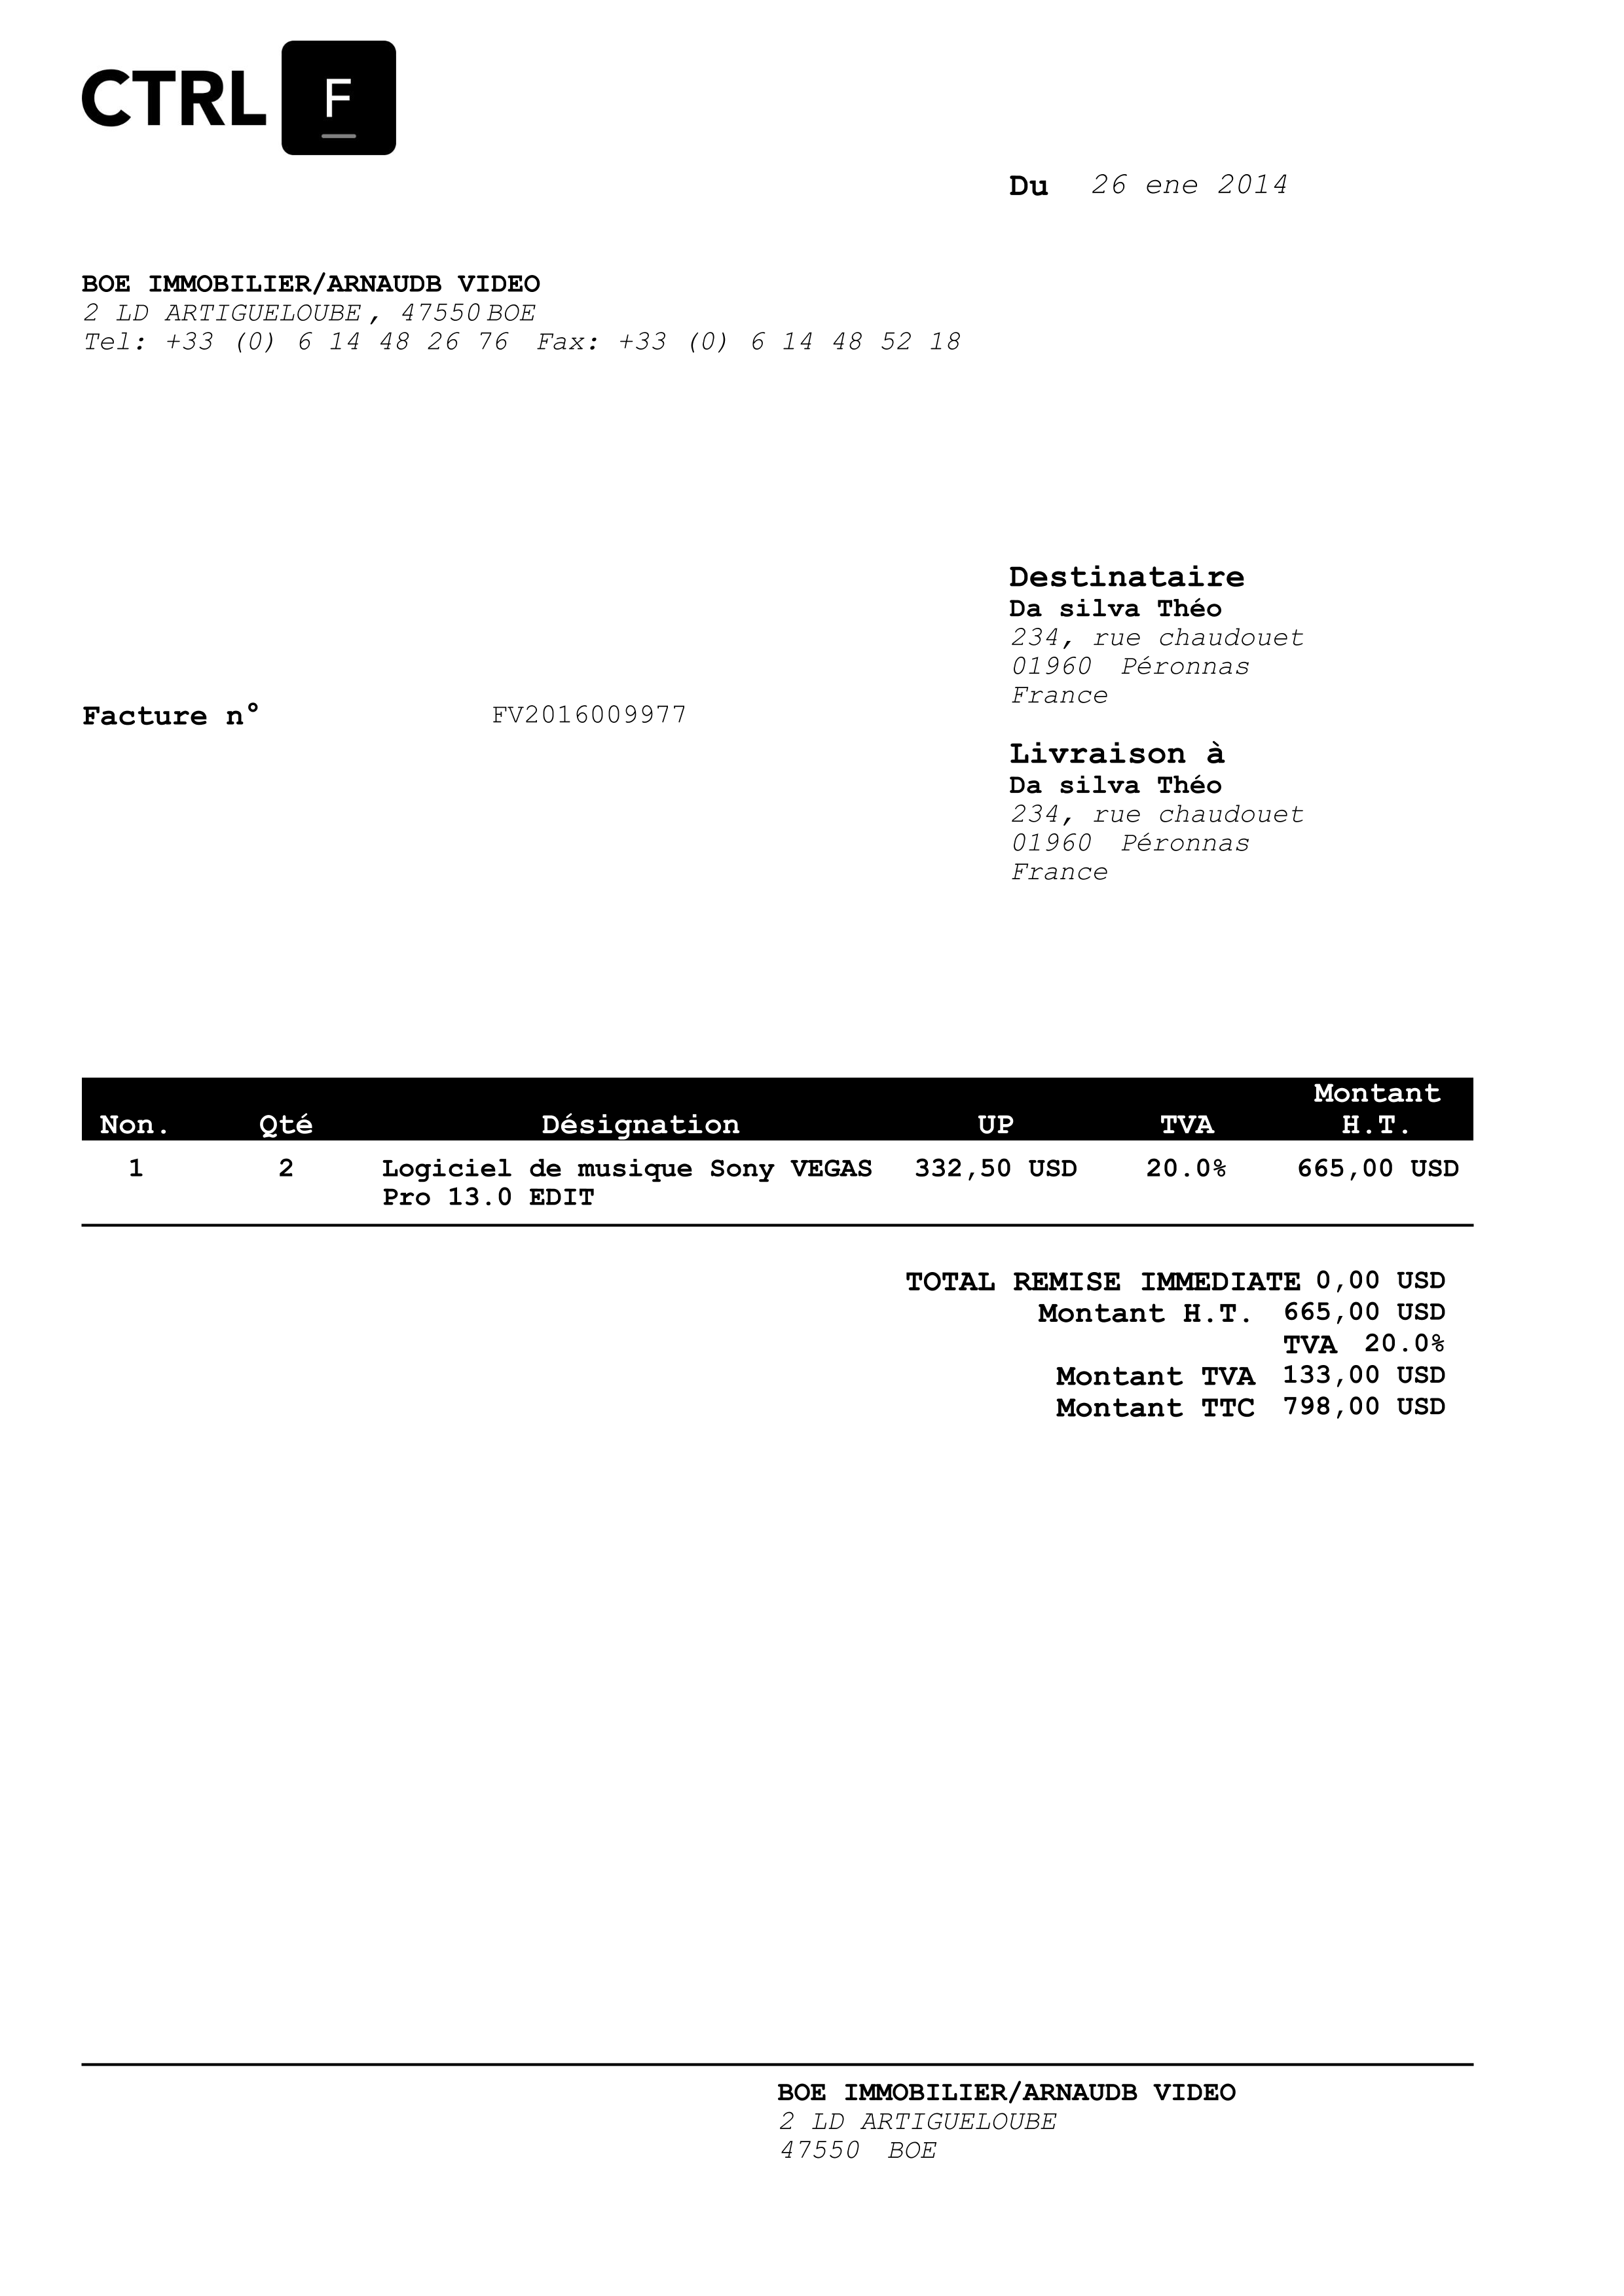 CTRL F
Du 26 ene 2014
BOE IMMOBILIER/ARNAUDB VIDEO
2 LD ARTIGUELOUBE, 47550 BOE
Tel: +33 (0) 6 14 48 26 76 Fax: +33 (0) 6 14 48 52 18
Destinataire
Da silva Théo
234, rue chaudouet
01960 Péronnas
France
Facture n° FV2016009977
Livraison à
Da silva Théo
234, rue chaudouet
01960 Péronnas
France
Non. Qté Désignation UP TVA Montant H.T.
1 2 Logiciel de musique Sony VEGAS 332,50 USD 20.0% 665,00 USD
Pro 13.0 EDIT
TOTAL REMISE IMMEDIATE 0,00 USD
Montant H.T. 665,00 USD
TVA 20.0%
Montant TVA 133,00 USD
Montant TTC 798,00 USD
BOE IMMOBILIER/ARNAUDB VIDEO
2 LD ARTIGUELOUBE
47550 BOE